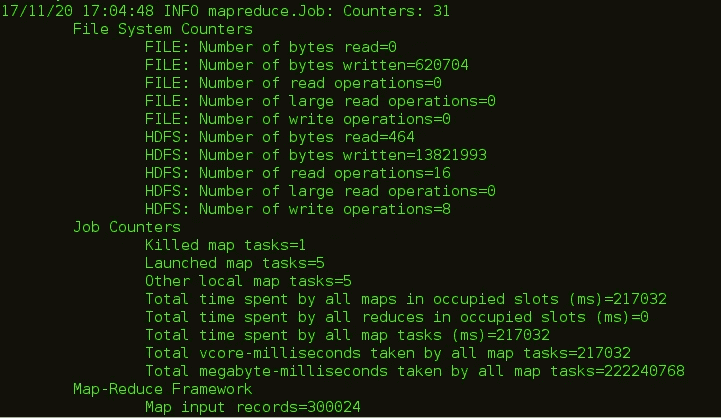 17/11/20 17:04:48 INFO mapreduce.Job: Counters: 31
File System Counters
FILE: Number of bytes read=0
FILE: Number of bytes written=620704
FILE: Number of read operations=0
FILE: Number of large read operations=0
FILE: Number of write operations=0
HDFS: Number of bytes read=464
HDFS: Number of bytes written=13821993
HDFS: Number of read operations=16
HDFS: Number of large read operations=0
HDFS: Number of write operations=8
Job Counters
Killed map tasks=1
Launched map tasks=5
Other local map tasks=5
Total time spent by all maps in occupied slots (ms)=217032
Total time spent by all reduces in occupied slots (ms)=0
Total time spent by all map tasks (ms)=217032
Total vcore-milliseconds taken by all map tasks=217032
Total megabyte-milliseconds taken by all map tasks=222240768
Map-Reduce Framework
Map input records=300024